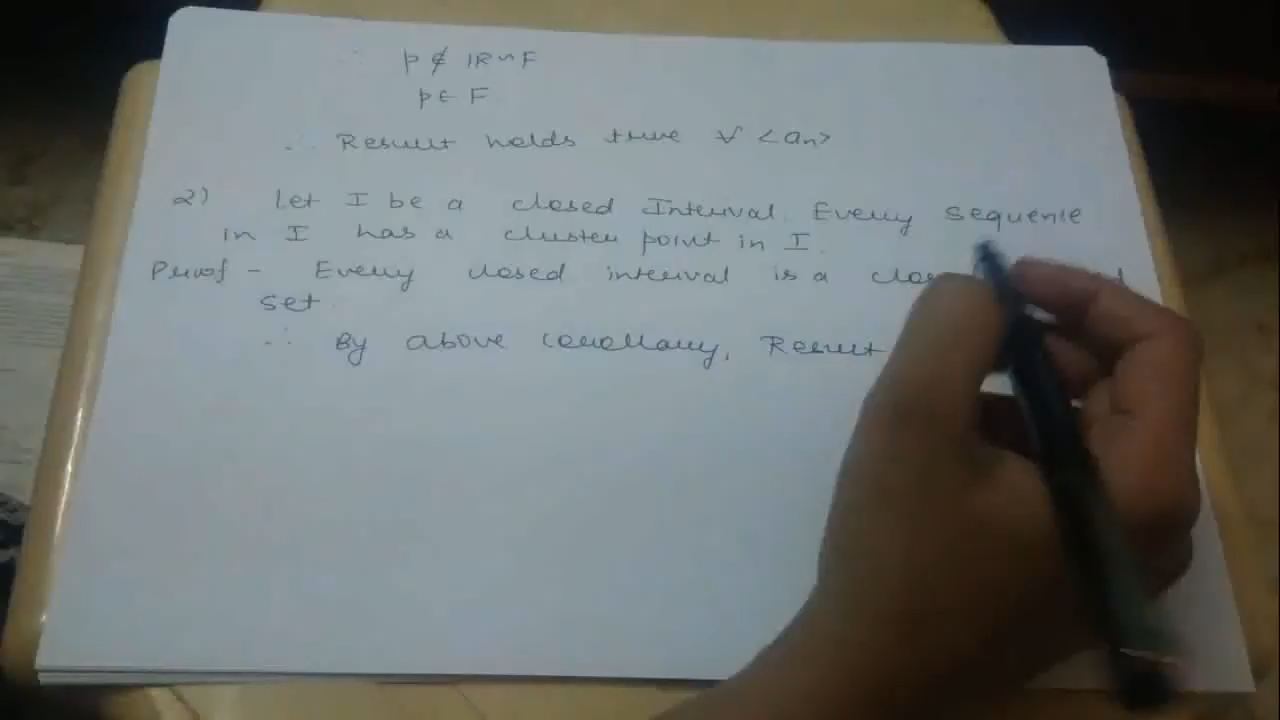 ∴ p ∉ IR ~ F
p ∈ F
∴ Result holds true ∀ <an>
2) Let I be a closed Interval. Every sequence
in I has a cluster point in I.
Proof - Every closed interval is a
set.
∴ By above Corollary, Result